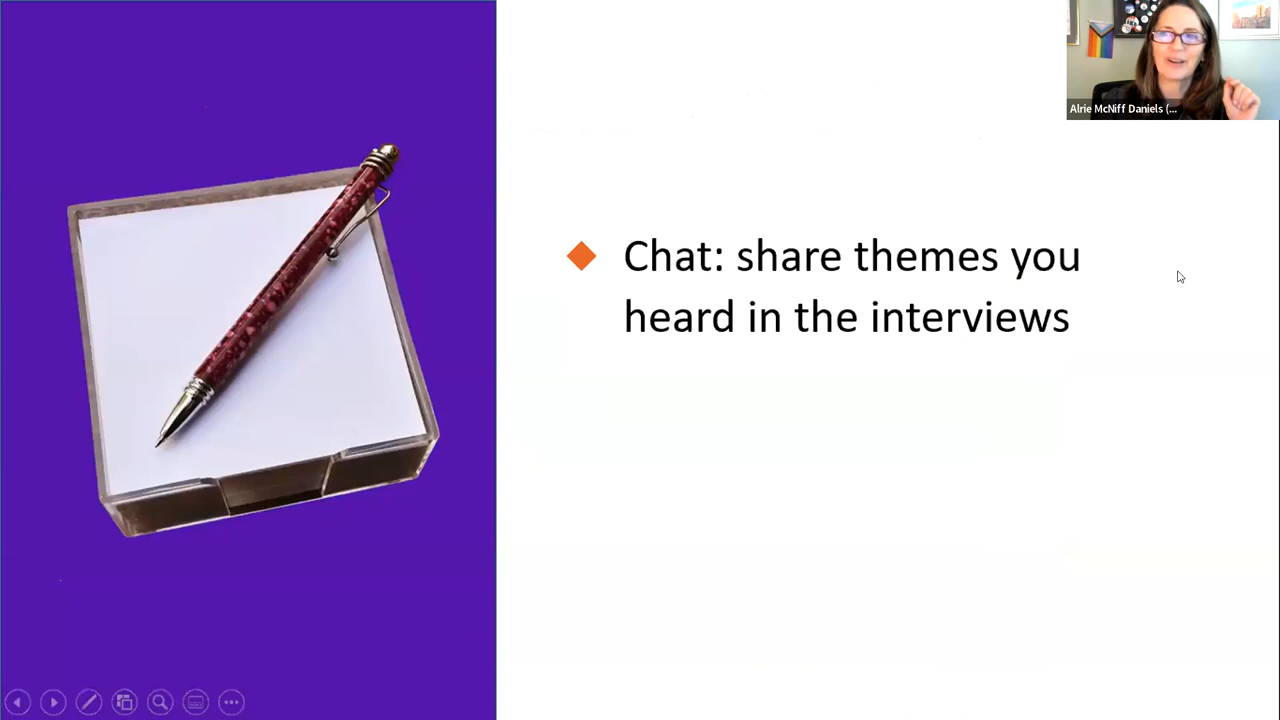 Alrie McNiff Daniels (...
Chat: share themes you
heard in the interviews